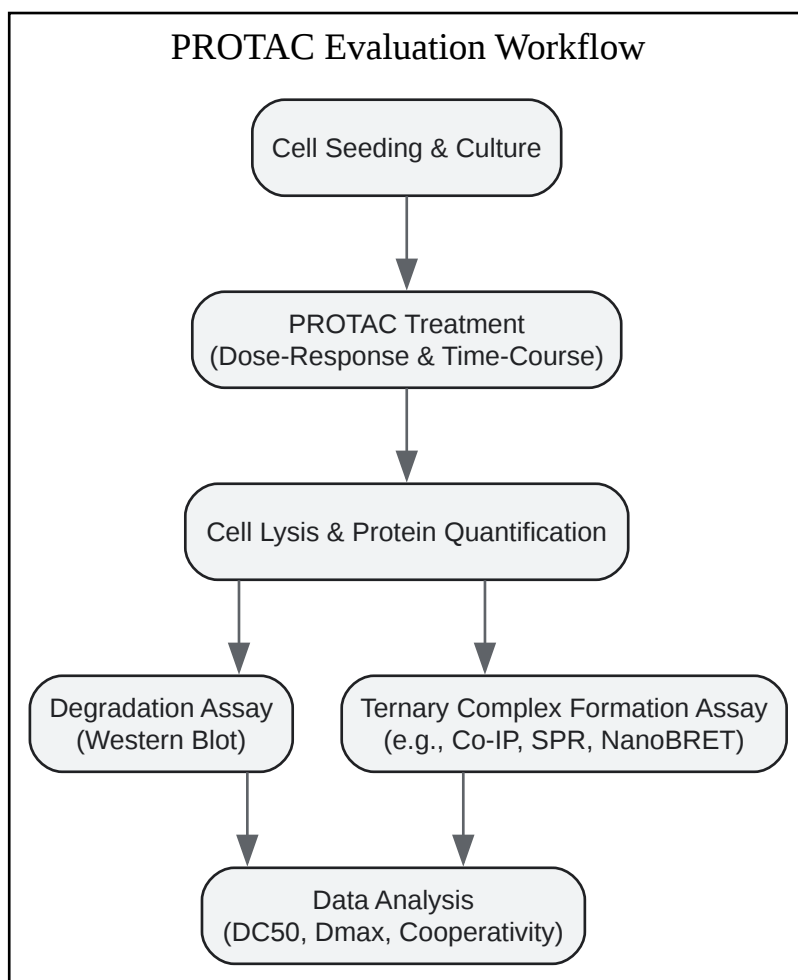 PROTAC Evaluation Workflow
Cell Seeding & Culture
PROTAC Treatment
(Dose-Response & Time-Course)
Cell Lysis & Protein Quantification
Degradation Assay
(Western Blot)
Ternary Complex Formation Assay
(e.g., Co-IP, SPR, NanoBRET)
Data Analysis
(DC50, Dmax, Cooperativity)